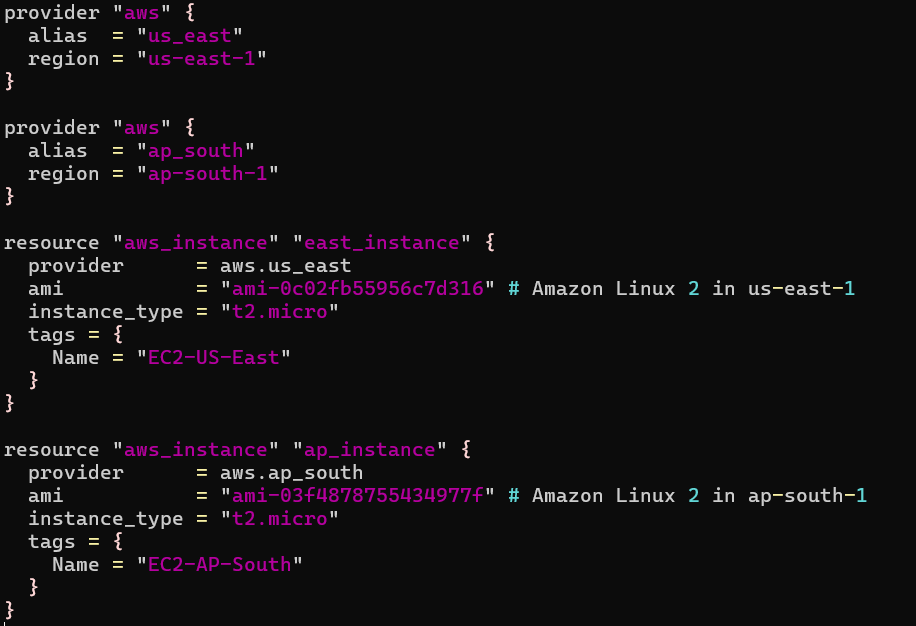 provider "aws" {
  alias  = "us_east"
  region = "us-east-1"
}

provider "aws" {
  alias  = "ap_south"
  region = "ap-south-1"
}

resource "aws_instance" "east_instance" {
  provider      = aws.us_east
  ami           = "ami-0c02fb55956c7d316" # Amazon Linux 2 in us-east-1
  instance_type = "t2.micro"
  tags = {
    Name = "EC2-US-East"
  }
}

resource "aws_instance" "ap_instance" {
  provider      = aws.ap_south
  ami           = "ami-03f4878755434977f" # Amazon Linux 2 in ap-south-1
  instance_type = "t2.micro"
  tags = {
    Name = "EC2-AP-South"
  }
}